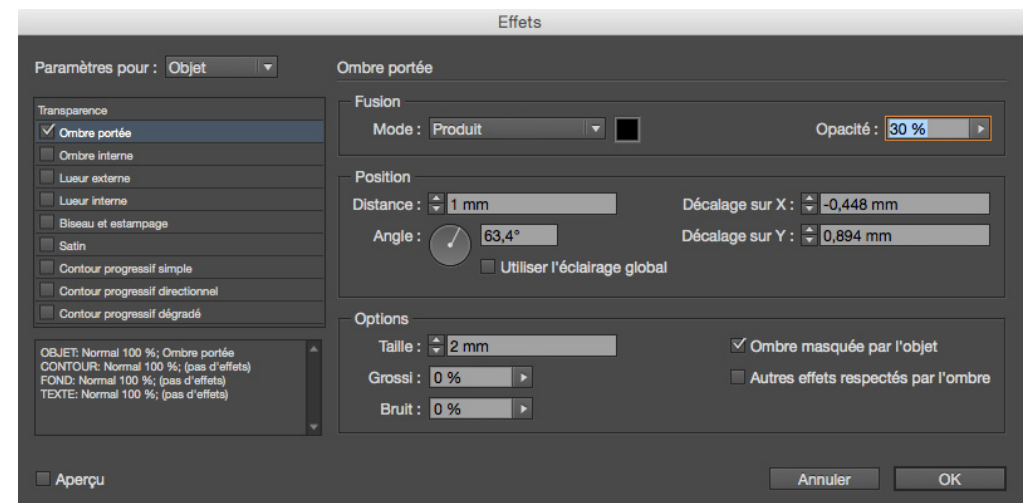 Effets
Paramètres pour : Objet
Transparence
Ombre portée
Ombre interne
Lueur externe
Lueur interne
Biseau et estampage
Satin
Contour progressif simple
Contour progressif directionnel
Contour progressif dégradé
OBJET: Normal 100 %; Ombre portée
CONTOUR: Normal 100 %; (pas d'effets)
FOND: Normal 100 %; (pas d'effets)
TEXTE: Normal 100 %; (pas d'effets)
Aperçu
Ombre portée
Fusion
Mode : Produit
Opacité : 30 %
Position
Distance : 1 mm
Décalage sur X : -0,448 mm
Angle : 63,4°
Décalage sur Y : 0,894 mm
Utiliser l'éclairage global
Options
Taille : 2 mm
Ombre masquée par l'objet
Grossi : 0 %
Autres effets respectés par l'ombre
Bruit : 0 %
Annuler
OK